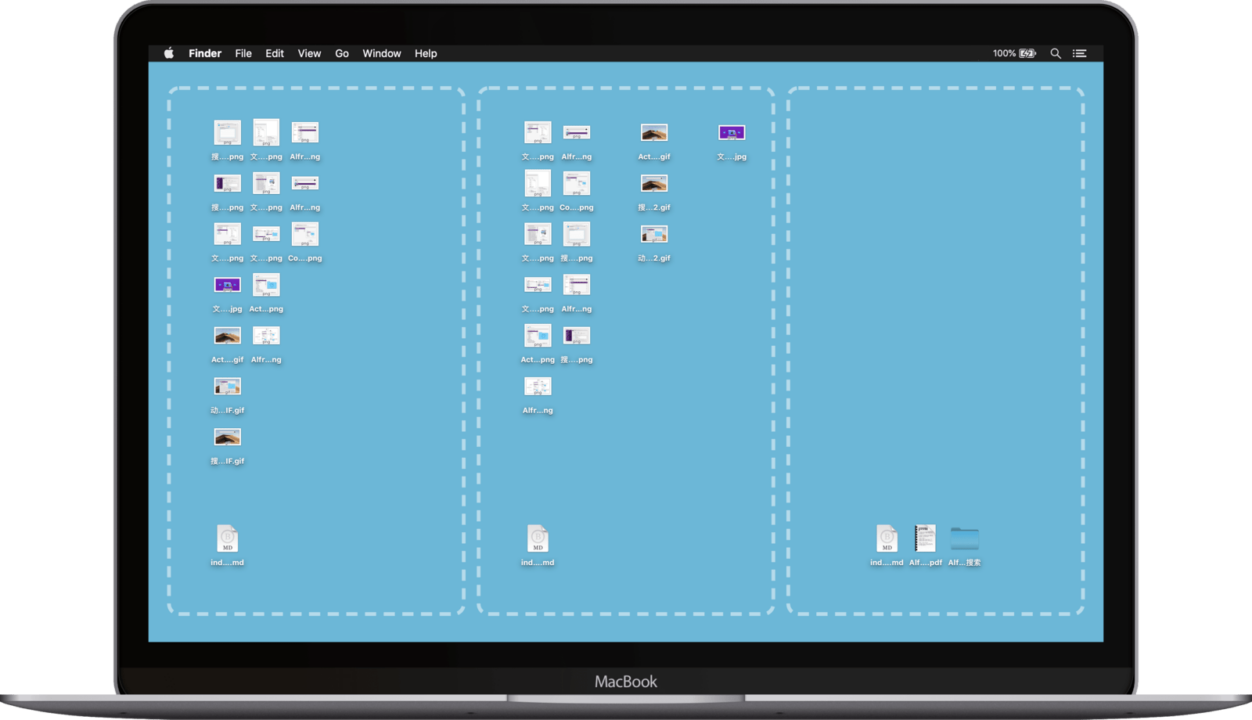 Finder File Edit View Go Window Help 100%
搜....png 文....png Alfr...ng
搜....png 文....png Alfr...ng
文....png 文....png Co....png
文....jpg Act...png
Act....gif Alfr...ng
动...IF.gif
搜...IF.gif
MD
ind....md
文....png Alfr...ng Act....gif 文....jpg
文....png Co....png 搜...2.gif
文....png 搜....png 动...2.gif
文....png Alfr...ng
Act...png 搜....png
Alfr...ng
MD
ind....md
MD
ind....md Alf....pdf Alf...搜索
MacBook